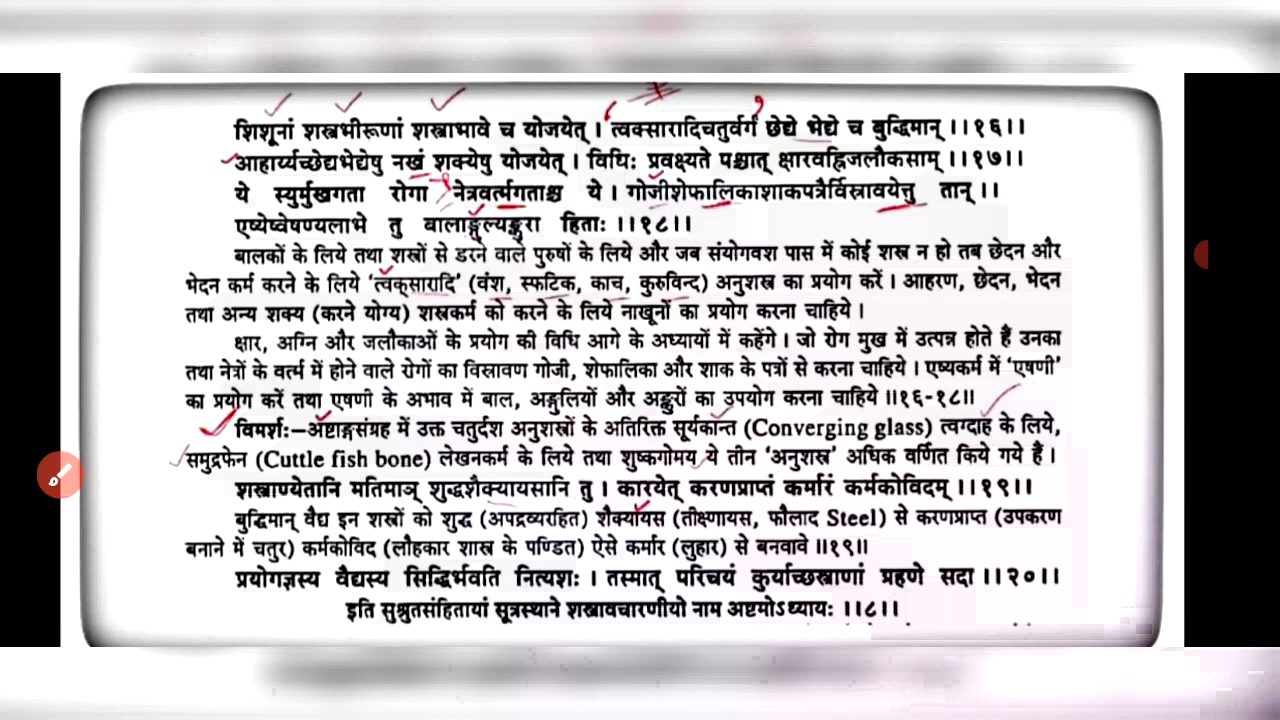 शिशूनां शस्त्रभीरूणां शस्त्राभावे च योजयेत् । त्वक्सारादिचतुर्वर्गं छेद्ये भेद्ये च बुद्धिमान् ।।१६।।
आहार्य्यच्छेद्यभेद्येषु नखं शक्येषु योजयेत् । विधिः प्रवक्ष्यते पश्चात् क्षारवह्निजलौकसाम् ।।१७।।
ये स्युर्मुखगता रोगा नेत्रवर्त्मगताश्च ये । गोजीशेफालिकाशाकपत्रैर्विस्रावयेत्तु तान् ।।
एष्येष्वेषण्यलाभे तु बालाङ्गुल्यङ्कुरा हिताः ।।१८।।
बालकों के लिये तथा शस्त्रों से डरने वाले पुरुषों के लिये और जब संयोगवश पास में कोई शस्त्र न हो तब छेदन और
भेदन कर्म करने के लिये ‘त्वक्सारादि’ (वंश, स्फटिक, काच, कुरुविन्द) अनुशस्त्र का प्रयोग करें । आहरण, छेदन, भेदन
तथा अन्य शक्य (करने योग्य) शस्त्रकर्म को करने के लिये नाखूनों का प्रयोग करना चाहिये ।
क्षार, अग्नि और जलौकाओं के प्रयोग की विधि आगे के अध्यायों में कहेंगे । जो रोग मुख में उत्पन्न होते हैं उनका
तथा नेत्रों के वर्त्म में होने वाले रोगों का विस्रावण गोजी, शेफालिका और शाक के पत्रों से करना चाहिये । एष्यकर्म में ‘एषणी’
का प्रयोग करें तथा एषणी के अभाव में बाल, अङ्गुलियों और अङ्कुरों का उपयोग करना चाहिये ॥१६-१८॥
विमर्शः–अष्टाङ्गसंग्रह में उक्त चतुर्दश अनुशस्त्रों के अतिरिक्त सूर्यकान्त (Converging glass) त्वग्दाह के लिये,
समुद्रफेन (Cuttle fish bone) लेखनकर्म के लिये तथा शुष्कगोमय ये तीन ‘अनुशस्त्र’ अधिक वर्णित किये गये हैं ।
शस्त्राण्येतानि मतिमाञ् शुद्धशैक्यायसानि तु । कारयेत् करणप्राप्तं कर्मारं कर्मकोविदम् ।।१९।।
बुद्धिमान् वैद्य इन शस्त्रों को शुद्ध (अपद्रव्यरहित) शैक्यायस (तीक्ष्णायस, फौलाद Steel) से करणप्राप्त (उपकरण
बनाने में चतुर) कर्मकोविद (लौहकार शास्त्र के पण्डित) ऐसे कर्मार (लुहार) से बनवावे ॥१९॥
प्रयोगज्ञस्य वैद्यस्य सिद्धिर्भवति नित्यशः । तस्मात् परिचयं कुर्याच्छस्त्राणां ग्रहणे सदा ।।२०।।
इति सुश्रुतसंहितायां सूत्रस्थाने शस्त्रावचारणीयो नाम अष्टमोऽध्यायः ।।८।।